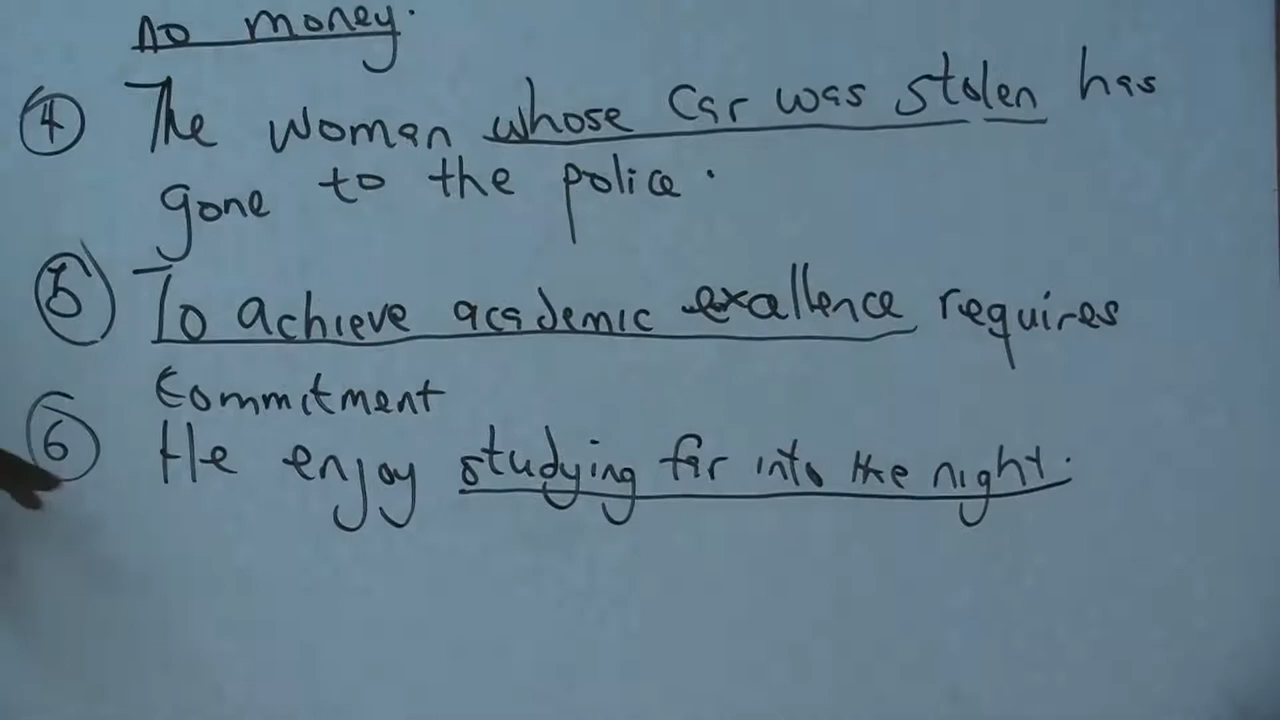 no money.
④ The woman whose car was stolen has
gone to the police.
⑤ To achieve academic exallence requires
commitment
⑥ He enjoy studying far into the night.